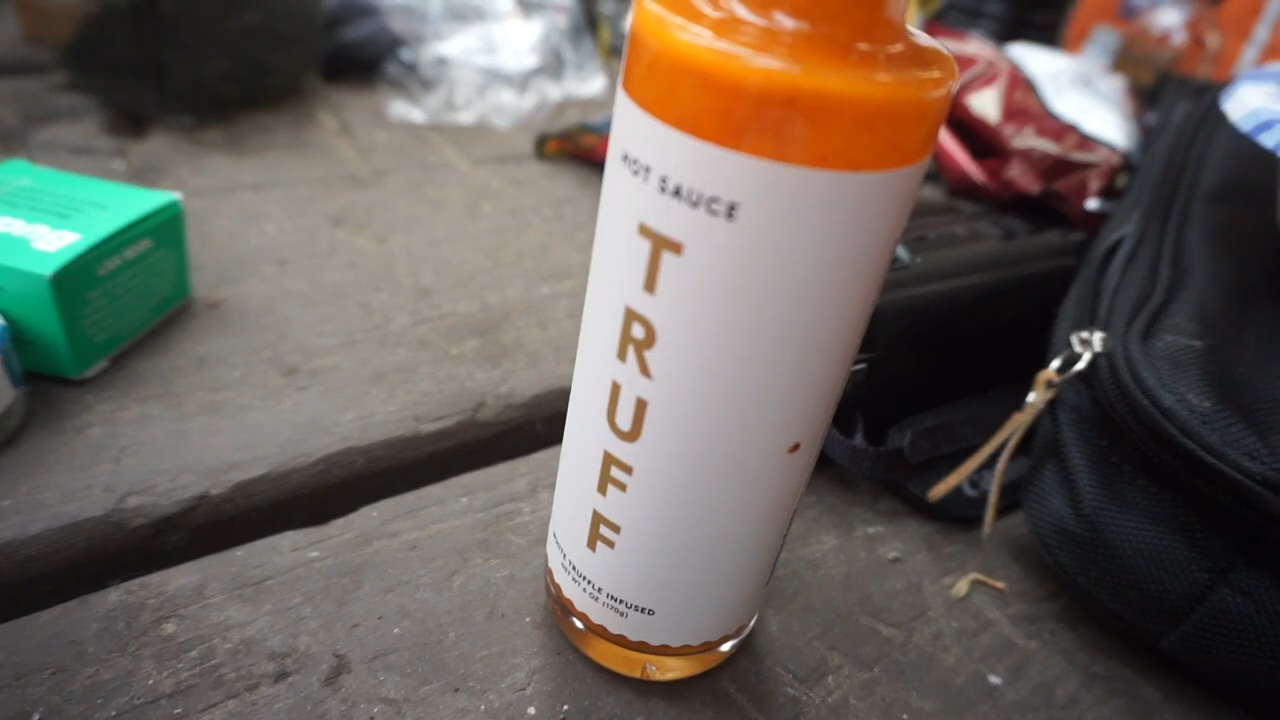 HOT SAUCE
TRUFF
WHITE TRUFFLE INFUSED
NET WT 6 OZ. (170g)